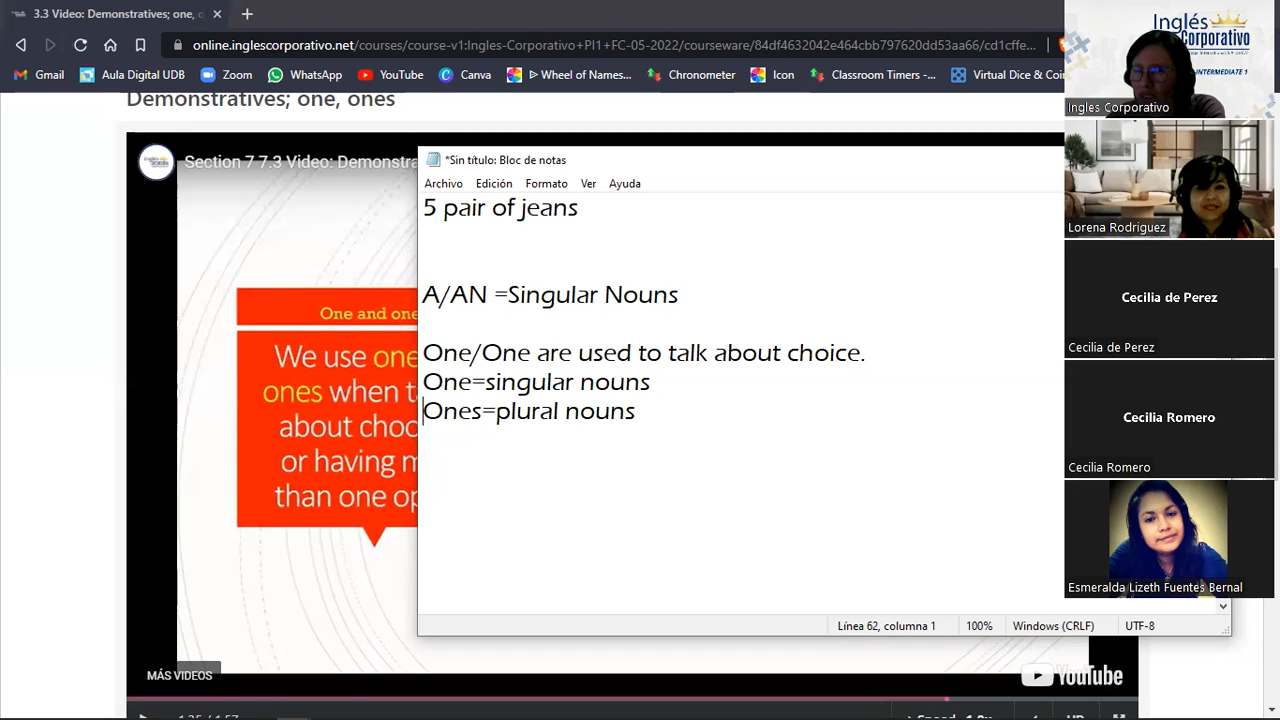 3.3 Video: Demonstratives; one,
online.inglescorporativo.net/courses/course-v1:Ingles-Corporativo+PI1+FC-05-2022/courseware/84df4632042e464cbb797620dd53aa66/cd1cffe...
Gmail
Aula Digital UDB
Zoom
WhatsApp
YouTube
Canva
Wheel of Names...
Chronometer
Icon
Classroom Timers -...
Virtual Dice & Coin
Demonstratives; one, ones
Section 7 7.3 Video: Demonstra
One and one
We use one
ones when t
about choo
or having m
than one op
MÁS VIDEOS
YouTube
*Sin título: Bloc de notas
Archivo Edición Formato Ver Ayuda
5 pair of jeans
A/AN =Singular Nouns
One/One are used to talk about choice.
One=singular nouns
Ones=plural nouns
Línea 62, columna 1
100%
Windows (CRLF)
UTF-8
Inglés
Corporativo
INTERMEDIATE 1
Ingles Corporativo
Lorena Rodriguez
Cecilia de Perez
Cecilia de Perez
Cecilia Romero
Cecilia Romero
Esmeralda Lizeth Fuentes Bernal